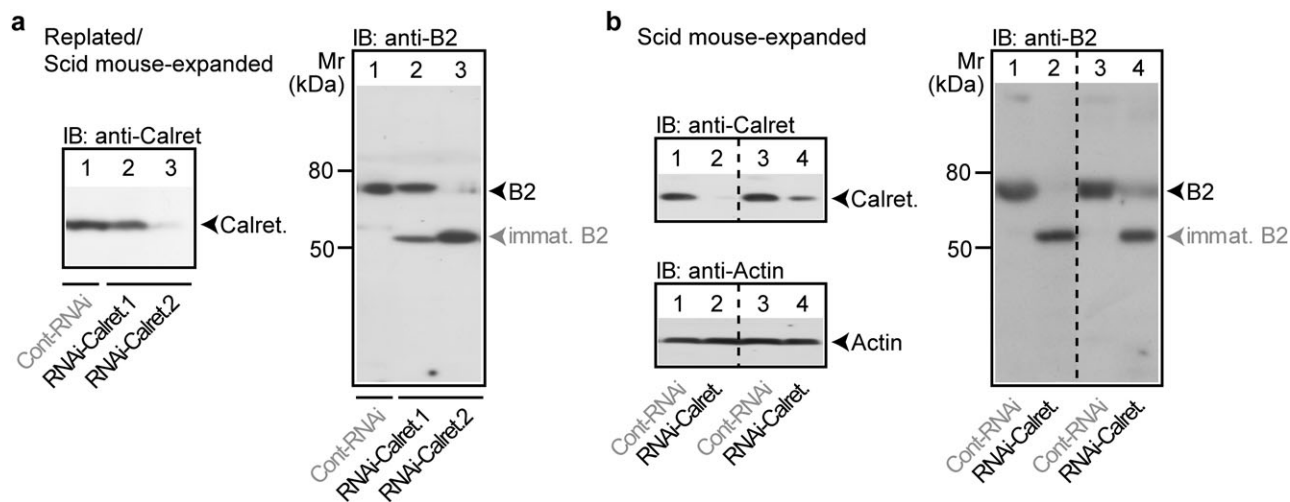 a
Replated/
Scid mouse-expanded
IB: anti-Calret
1 2 3
Calret.
Cont-RNAi
RNAi-Calret.1
RNAi-Calret.2
IB: anti-B2
Mr
(kDa)
1 2 3
80
B2
immat. B2
50
Cont-RNAi
RNAi-Calret.1
RNAi-Calret.2
b
Scid mouse-expanded
IB: anti-Calret
1 2 3 4
Calret.
IB: anti-Actin
1 2 3 4
Actin
Cont-RNAi
RNAi-Calret.
Cont-RNAi
RNAi-Calret.
IB: anti-B2
Mr
(kDa)
1 2 3 4
80
B2
immat. B2
50
Cont-RNAi
RNAi-Calret.
Cont-RNAi
RNAi-Calret.